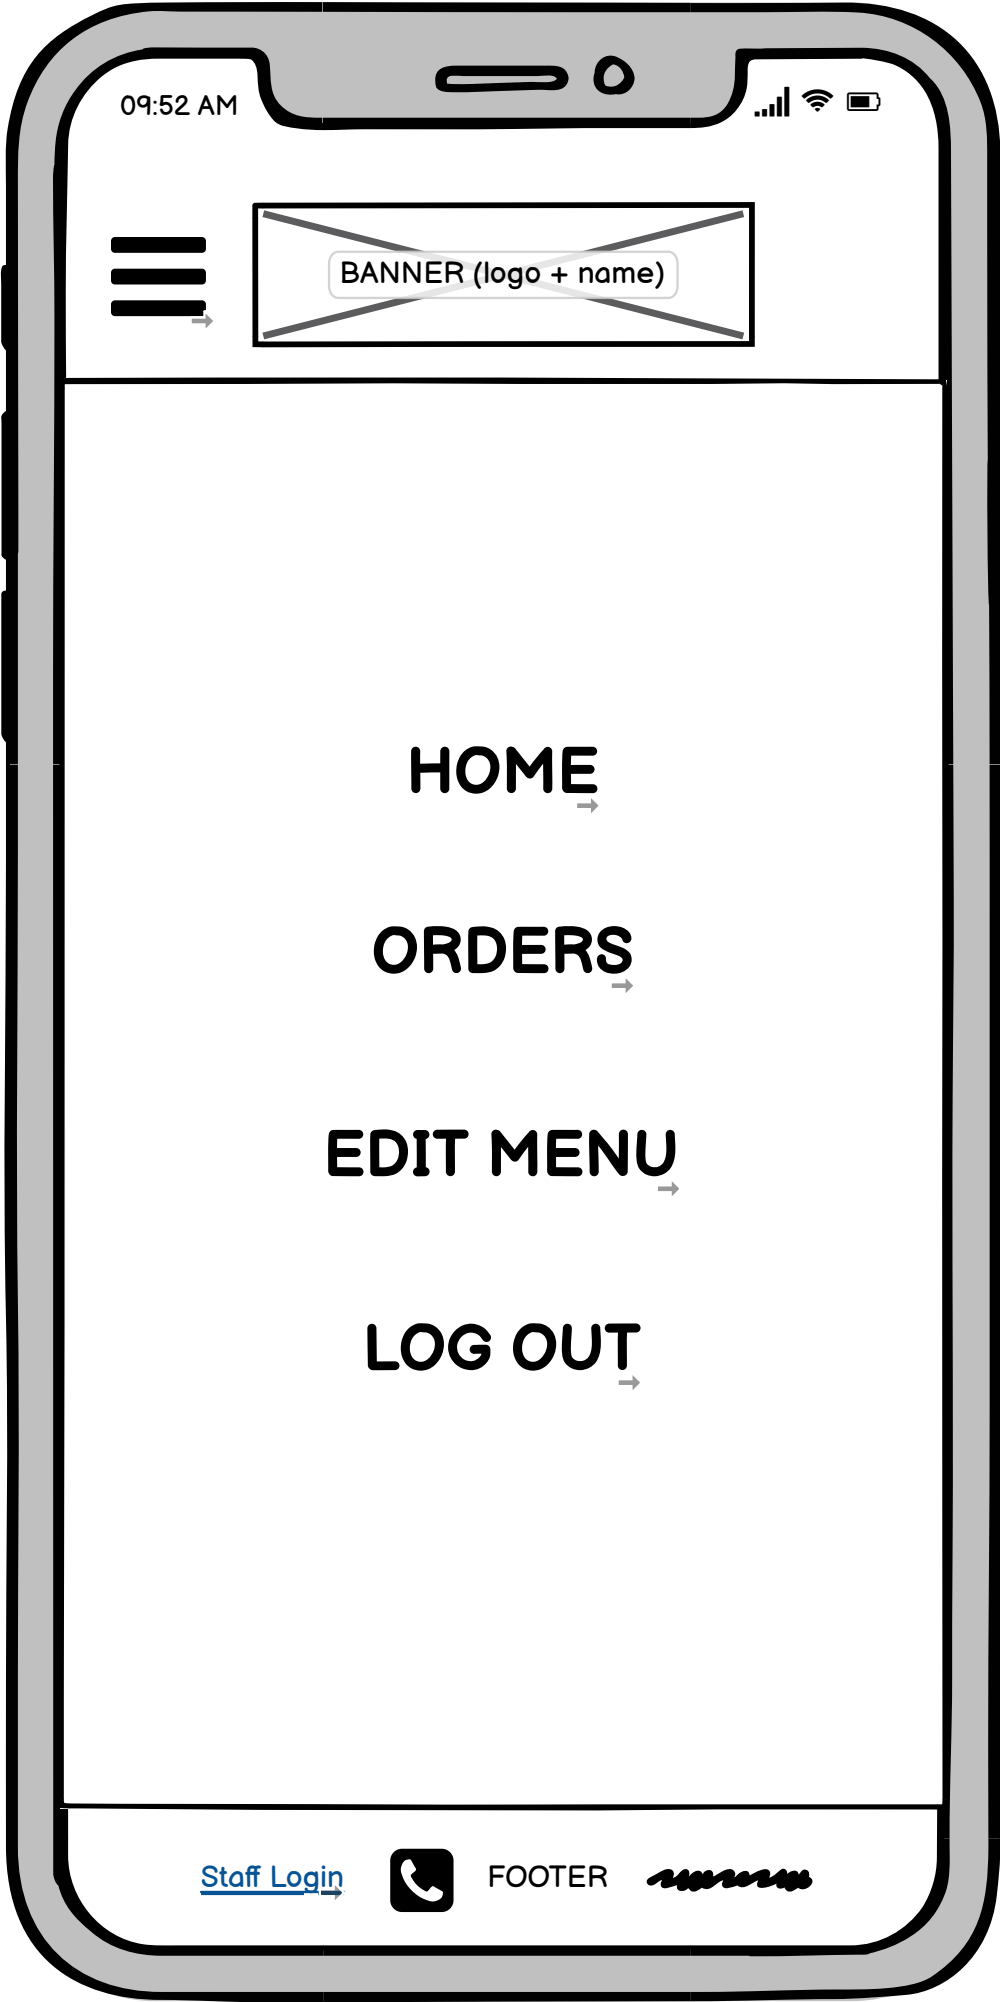 09:52 AM
BANNER (logo + name)
HOME
ORDERS
EDIT MENU
LOG OUT
Staff Login FOOTER